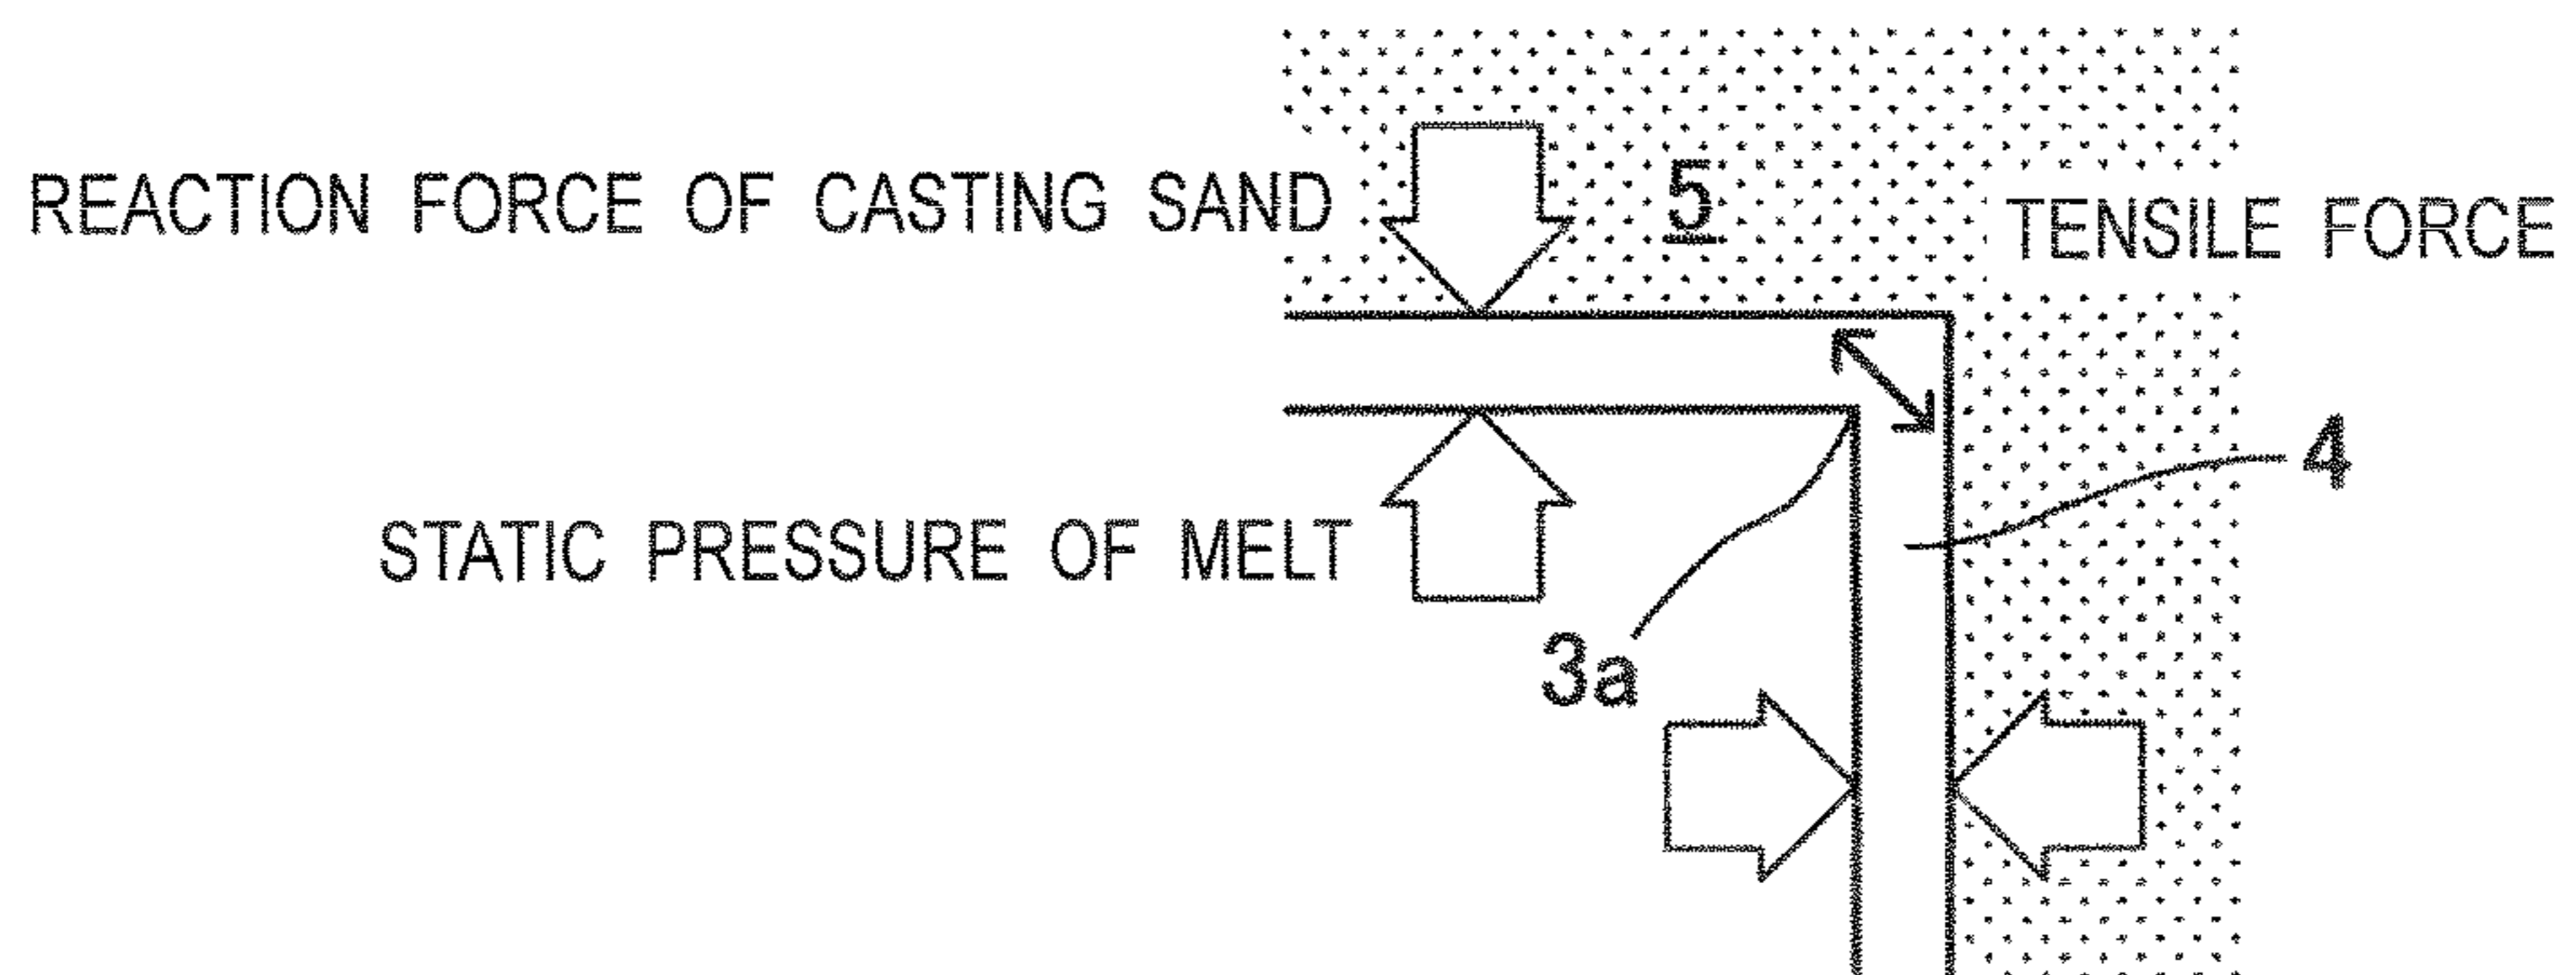 REACTION FORCE OF CASTING SAND
5
TENSILE FORCE
4
STATIC PRESSURE OF MELT
3a